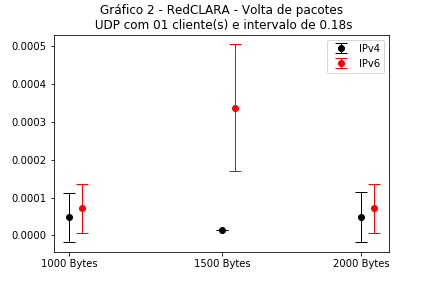 Gráfico 2 - RedCLARA - Volta de pacotes
UDP com 01 cliente(s) e intervalo de 0.18s
IPv4
IPv6
0.0005
0.0004
0.0003
0.0002
0.0001
0.0000
1000 Bytes
1500 Bytes
2000 Bytes